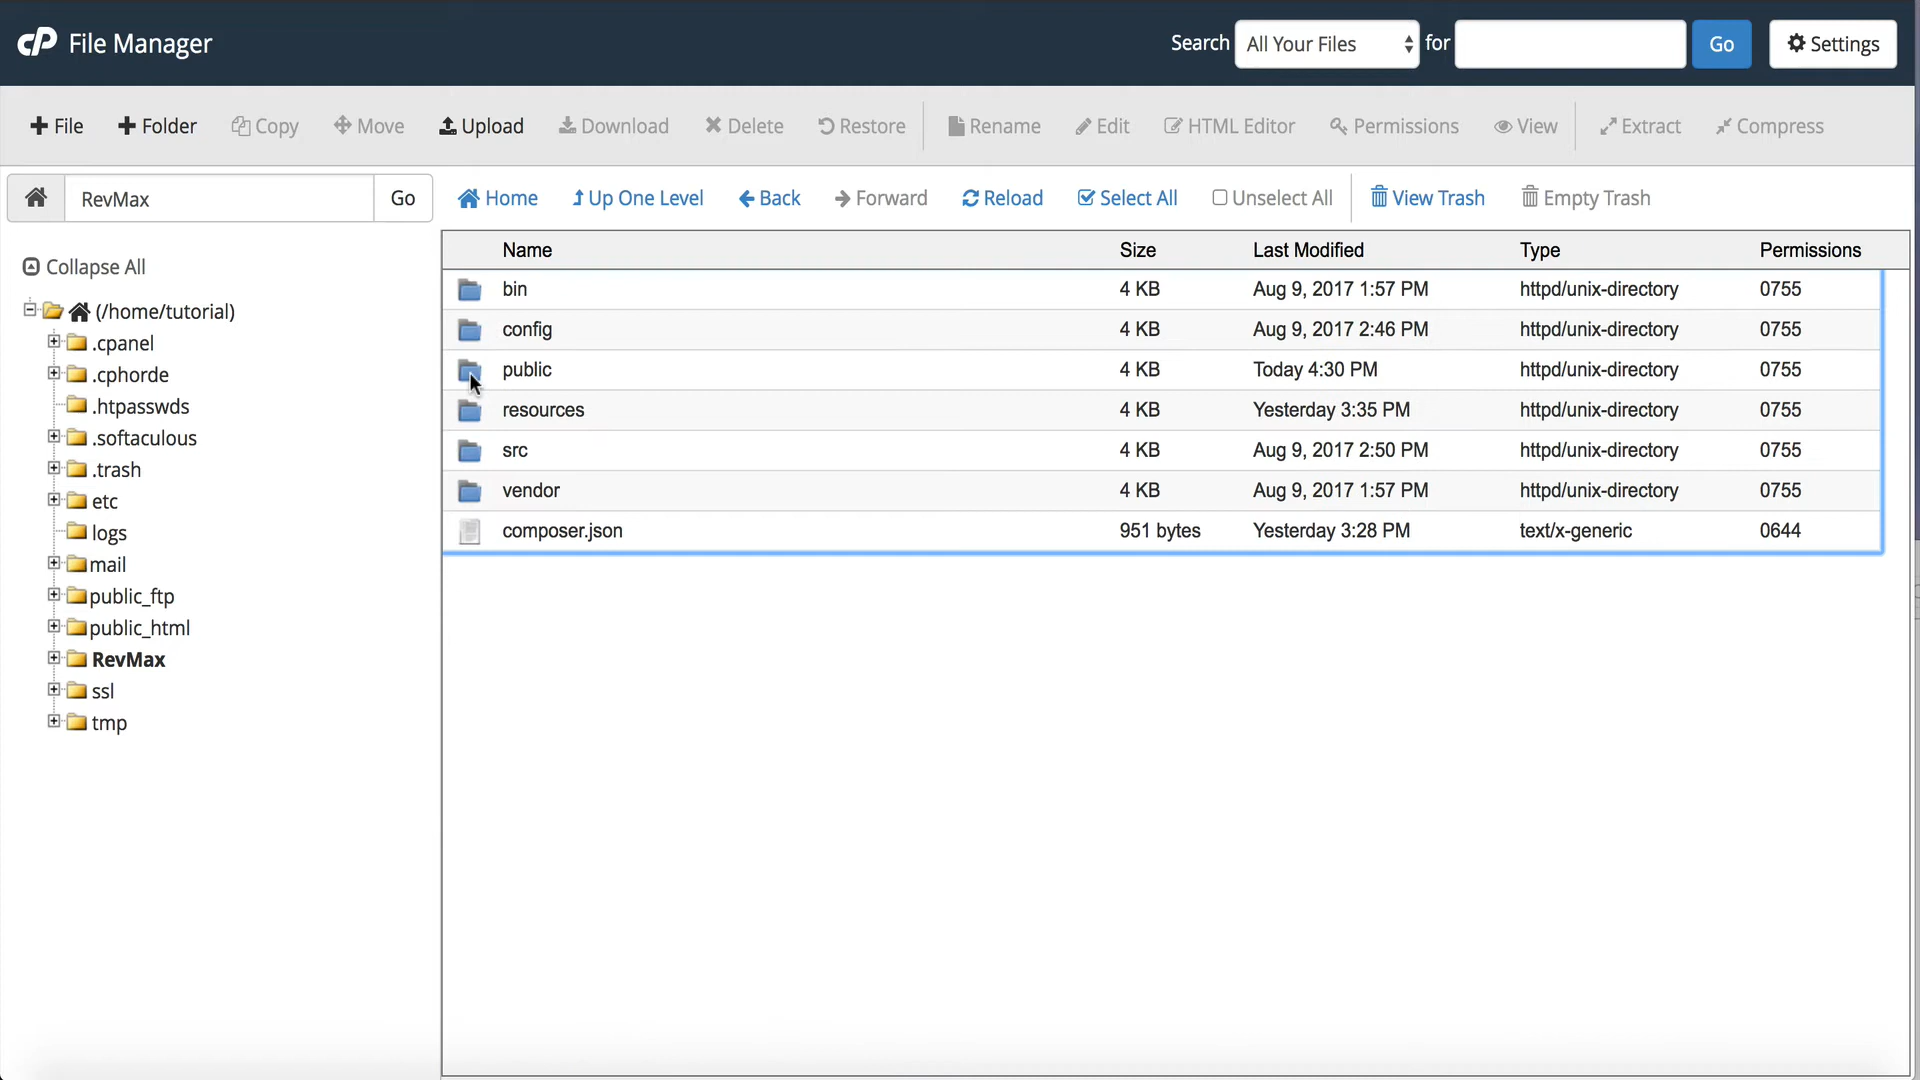 cP File Manager
Search All Your Files for Go Settings
File Folder Copy Move Upload Download Delete Restore Rename Edit HTML Editor Permissions View Extract Compress
RevMax Go Home Up One Level Back Forward Reload Select All Unselect All View Trash Empty Trash
Collapse All
(/home/tutorial)
.cpanel
.cphorde
.htpasswds
.softaculous
.trash
etc
logs
mail
public_ftp
public_html
RevMax
ssl
tmp
Name Size Last Modified Type Permissions
bin 4 KB Aug 9, 2017 1:57 PM httpd/unix-directory 0755
config 4 KB Aug 9, 2017 2:46 PM httpd/unix-directory 0755
public 4 KB Today 4:30 PM httpd/unix-directory 0755
resources 4 KB Yesterday 3:35 PM httpd/unix-directory 0755
src 4 KB Aug 9, 2017 2:50 PM httpd/unix-directory 0755
vendor 4 KB Aug 9, 2017 1:57 PM httpd/unix-directory 0755
composer.json 951 bytes Yesterday 3:28 PM text/x-generic 0644